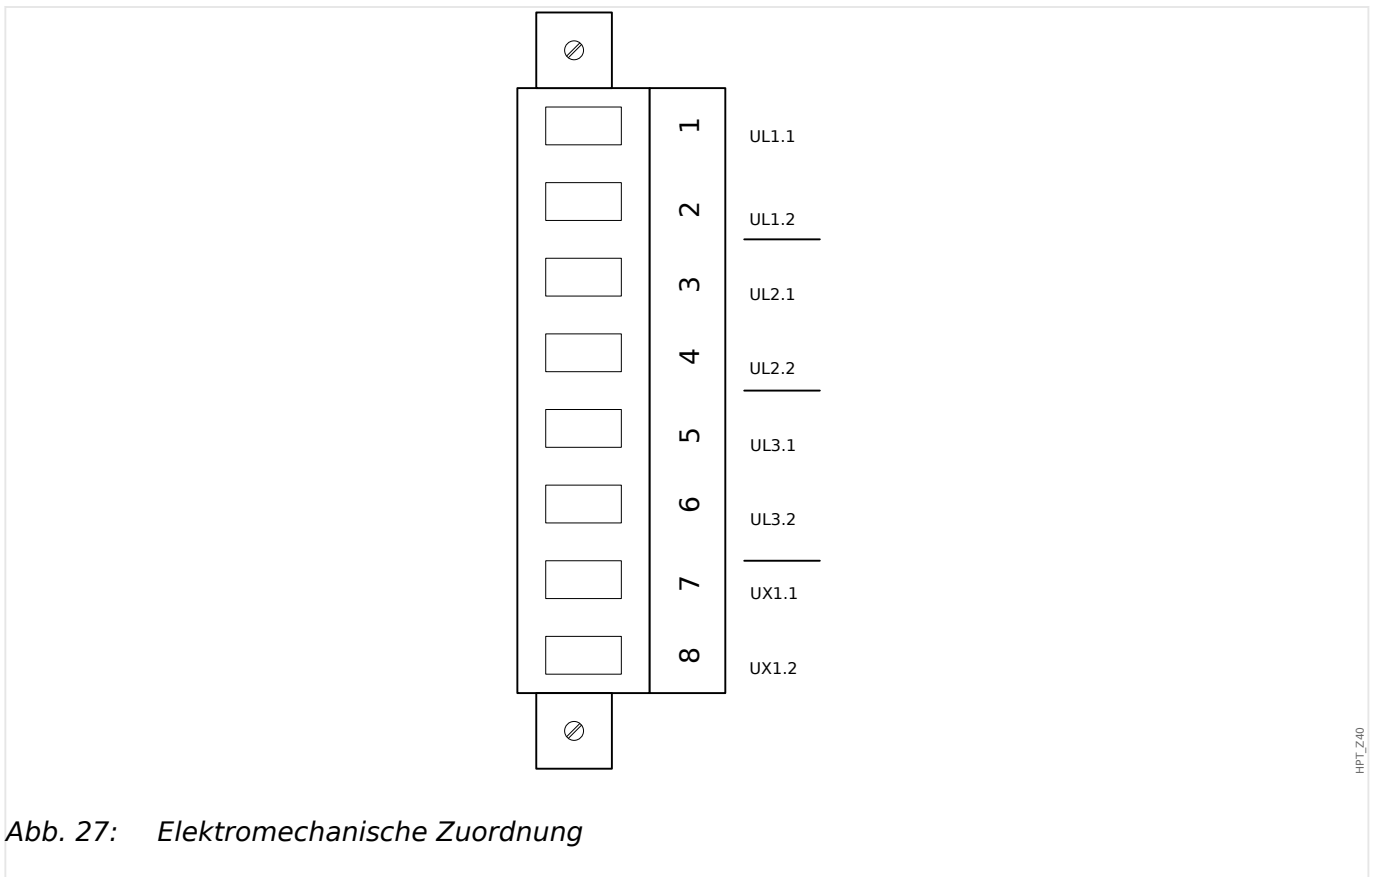 1 UL1.1
2 UL1.2
3 UL2.1
4 UL2.2
5 UL3.1
6 UL3.2
7 UX1.1
8 UX1.2
HPT_Z40
Abb. 27: Elektromechanische Zuordnung